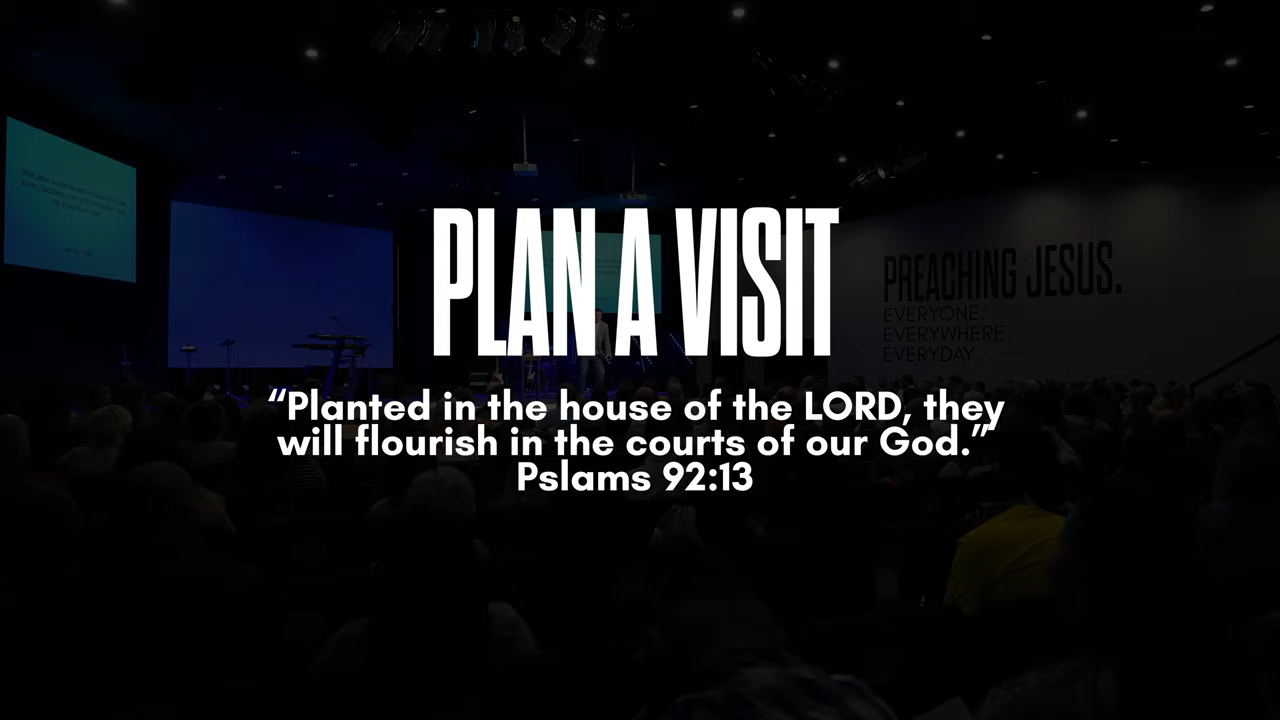 PLAN A VISIT
“Planted in the house of the LORD, they
will flourish in the courts of our God.”
Pslams 92:13
PREACHING JESUS.
EVERYONE.
EVERYWHERE.
EVERYDAY.